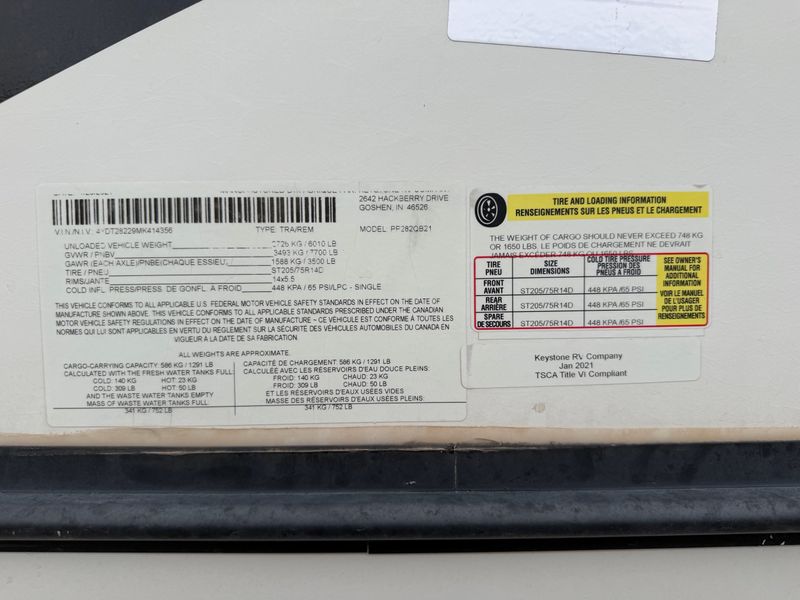 2642 HACKBERRY DRIVE
GOSHEN, IN 46526
TYPE: TRA/REM
MODEL: PP282QB21
UNLOADED VEHICLE WEIGHT 2726 KG / 6010 LB
GVWR / PNBV 3493 KG / 7700 LB
GAWR (EACH AXLE)/PNBE(CHAQUE ESSIEU) 1588 KG / 3500 LB
TIRE / PNEU ST205/75R14D
RIMS/JANTE 14x5.5
COLD INFL PRESS/PRESS. DE GONFL. A FROID 448 KPA / 65 PSI/LPC - SINGLE
THIS VEHICLE CONFORMS TO ALL APPLICABLE U.S. FEDERAL MOTOR VEHICLE SAFETY STANDARDS IN EFFECT ON THE DATE OF
MANUFACTURE SHOWN ABOVE. THIS VEHICLE CONFORMS TO ALL APPLICABLE STANDARDS PRESCRIBED UNDER THE CANADIAN
MOTOR VEHICLE SAFETY REGULATIONS IN EFFECT ON THE DATE OF MANUFACTURE ~ CE VÉHICULE EST CONFORME À TOUTES LES
NORMES QUI LUI SONT APPLICABLES EN VERTU DU RÈGLEMENT SUR LA SÉCURITÉ DES VÉHICULES AUTOMOBILES DU CANADA EN
VIGUEUR A LA DATE DE SA FABRICATION.
ALL WEIGHTS ARE APPROXIMATE.
CARGO-CARRYING CAPACITY: 586 KG / 1291 LB
CALCULATED WITH THE FRESH WATER TANKS FULL:
COLD: 140 KG HOT: 23 KG
COLD: 309 LB HOT: 50 LB
AND THE WASTE WATER TANKS EMPTY
MASS OF WASTE WATER TANKS FULL:
341 KG / 752 LB
CAPACITÉ DE CHARGEMENT: 586 KG / 1291 LB
CALCULÉE AVEC LES RÉSERVOIRS D'EAU DOUCE PLEINS:
FROID: 140 KG CHAUD: 23 KG
FROID: 309 LB CHAUD: 50 LB
ET LES RÉSERVOIRS D'EAUX USÉES VIDES
MASSE DES RÉSERVOIRS D'EAUX USÉES PLEINS:
341 KG / 752 LB
TIRE AND LOADING INFORMATION
RENSEIGNEMENTS SUR LES PNEUS ET LE CHARGEMENT
THE WEIGHT OF CARGO SHOULD NEVER EXCEED 748 KG
OR 1650 LBS. LE POIDS DE CHARGEMENT NE DEVRAIT
JAMAIS EXCÉDER 748 KG OU 1650 LBS.
TIRE PNEU SIZE DIMENSIONS COLD TIRE PRESSURE PRESSION DES PNEUS A FROID
FRONT AVANT ST205/75R14D 448 KPA /65 PSI
REAR ARRIÈRE ST205/75R14D 448 KPA /65 PSI
SPARE DE SECOURS ST205/75R14D 448 KPA /65 PSI
SEE OWNER'S
MANUAL FOR
ADDITIONAL
INFORMATION
VOIR LE MANUEL
DE L'USAGER
POUR PLUS DE
RENSEIGNEMENTS
Keystone RV Company
Jan 2021
TSCA Title VI Compliant